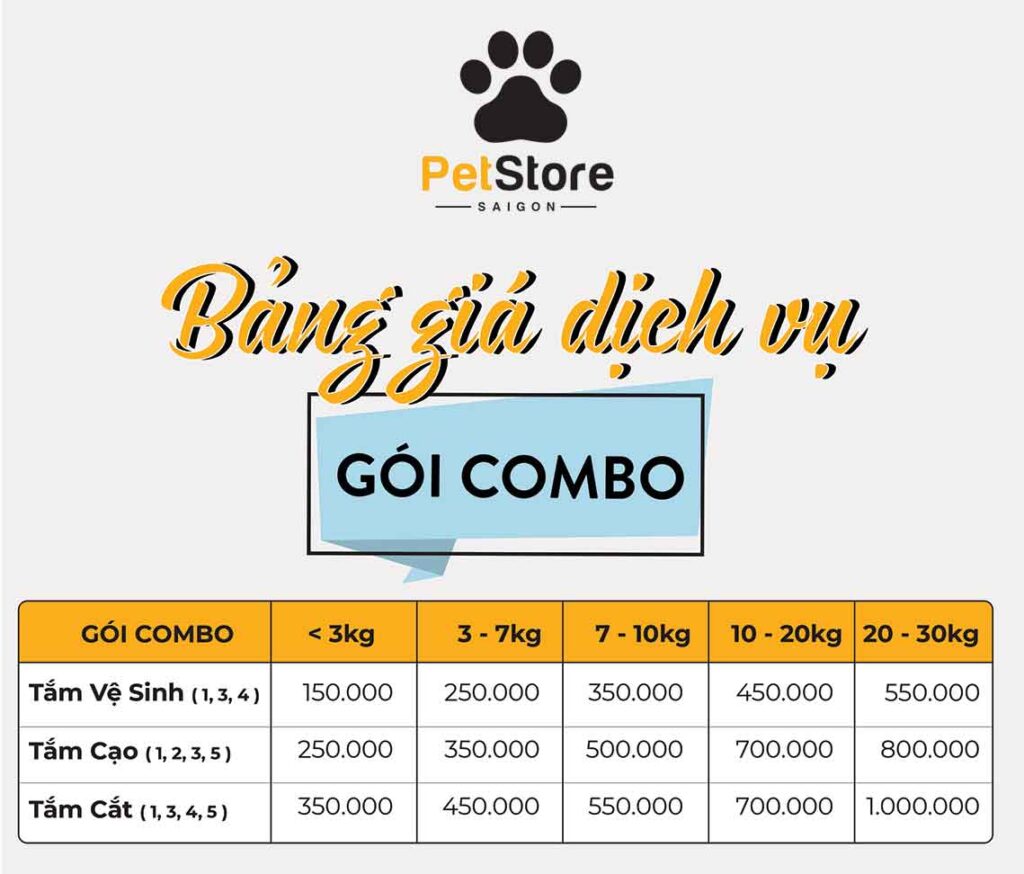 PetStore
SAIGON
Bảng giá dịch vụ
GÓI COMBO
GÓI COMBO < 3kg 3 - 7kg 7 - 10kg 10 - 20kg 20 - 30kg
Tắm Vệ Sinh ( 1, 3, 4 ) 150.000 250.000 350.000 450.000 550.000
Tắm Cạo ( 1, 2, 3, 5 ) 250.000 350.000 500.000 700.000 800.000
Tắm Cắt ( 1, 3, 4, 5 ) 350.000 450.000 550.000 700.000 1.000.000